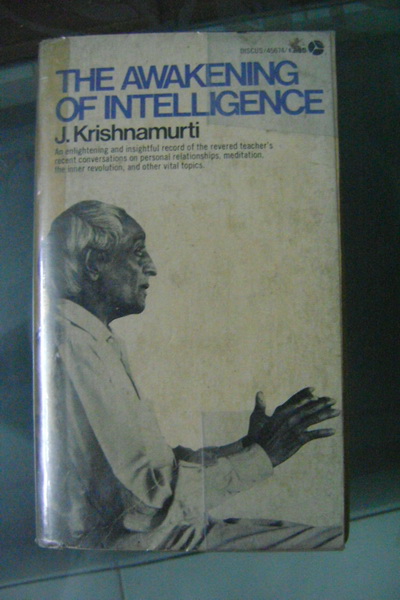 THE AWAKENING
OF INTELLIGENCE
J. Krishnamurti
An enlightening and insightful record of the revered teacher's
recent conversations on personal relationships, meditation,
the inner revolution, and other vital topics.